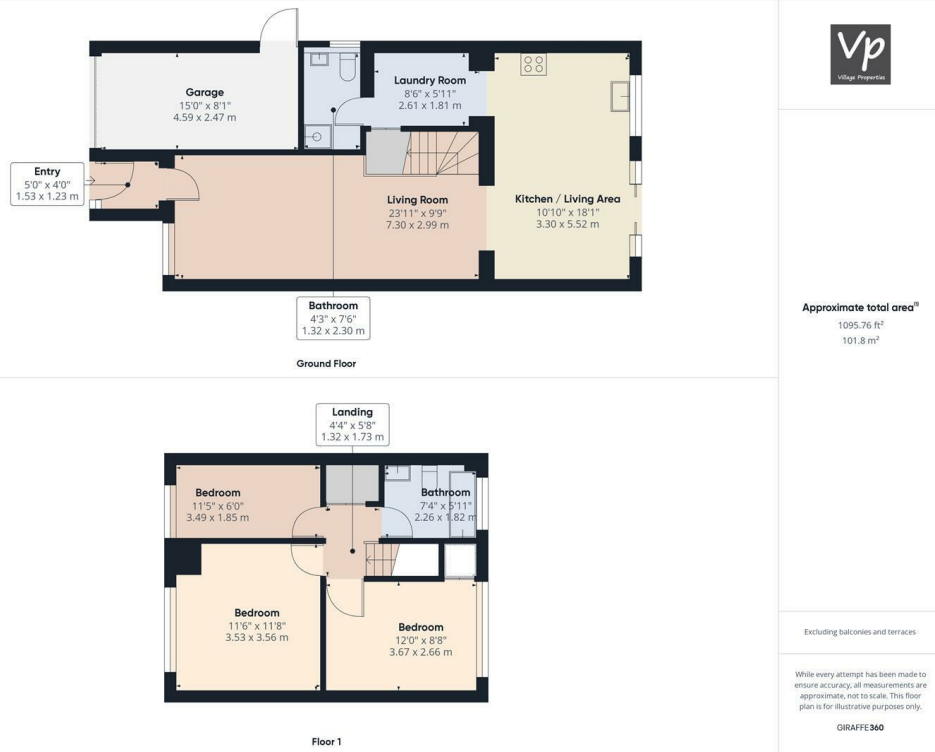 Garage
15'0" x 8'1"
4.59 x 2.47 m
Laundry Room
8'6" x 5'11"
2.61 x 1.81 m
Entry
5'0" x 4'0"
1.53 x 1.23 m
Living Room
23'11" x 9'9"
7.30 x 2.99 m
Kitchen / Living Area
10'10" x 18'1"
3.30 x 5.52 m
Bathroom
4'3" x 7'6"
1.32 x 2.30 m
Ground Floor
Landing
4'4" x 5'8"
1.32 x 1.73 m
Bedroom
11'5" x 6'0"
3.49 x 1.85 m
Bathroom
7'4" x 5'11"
2.26 x 1.82 m
Bedroom
11'6" x 11'8"
3.53 x 3.56 m
Bedroom
12'0" x 8'8"
3.67 x 2.66 m
Floor 1
Vp
Village Properties
Approximate total area⁽¹⁾
1095.76 ft²
101.8 m²
Excluding balconies and terraces
While every attempt has been made to
ensure accuracy, all measurements are
approximate, not to scale. This floor
plan is for illustrative purposes only.
GIRAFFE360